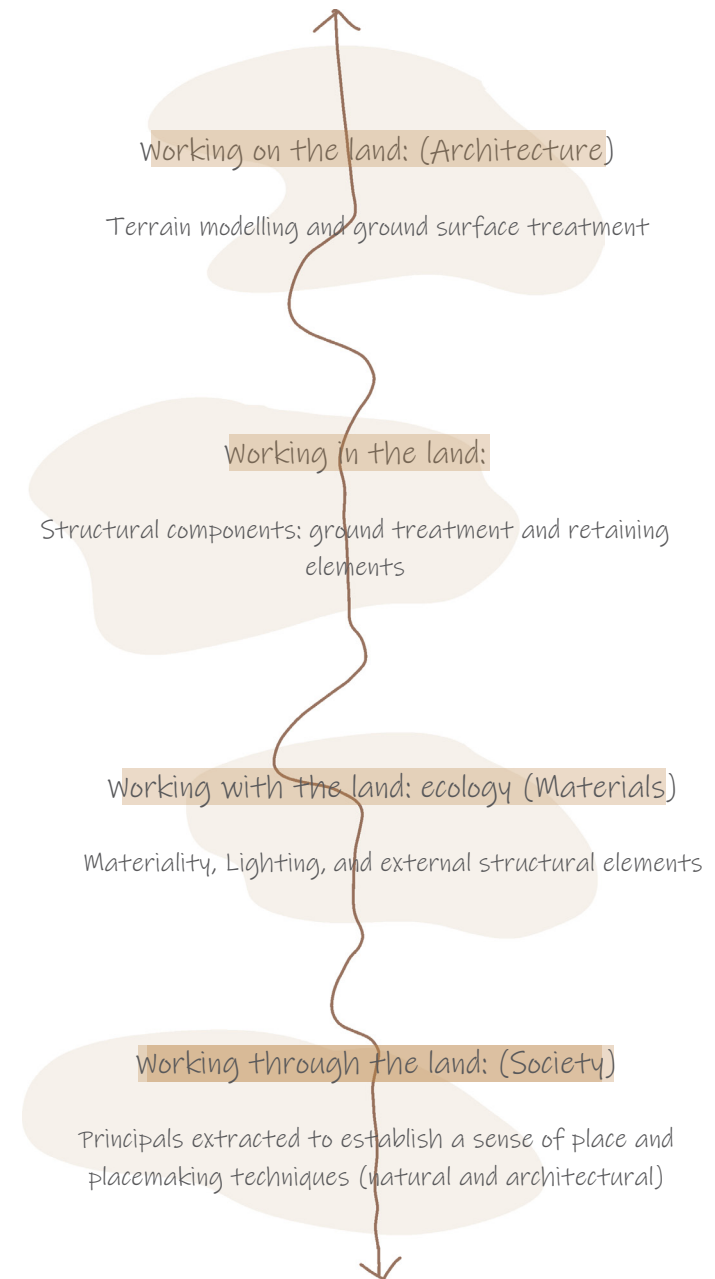 Working on the land: (Architecture)
Terrain modelling and ground surface treatment
Working in the land:
Structural components: ground treatment and retaining
elements
Working with the land: ecology (Materials)
Materiality, Lighting, and external structural elements
Working through the land: (Society)
Principals extracted to establish a sense of place and
placemaking techniques (natural and architectural)